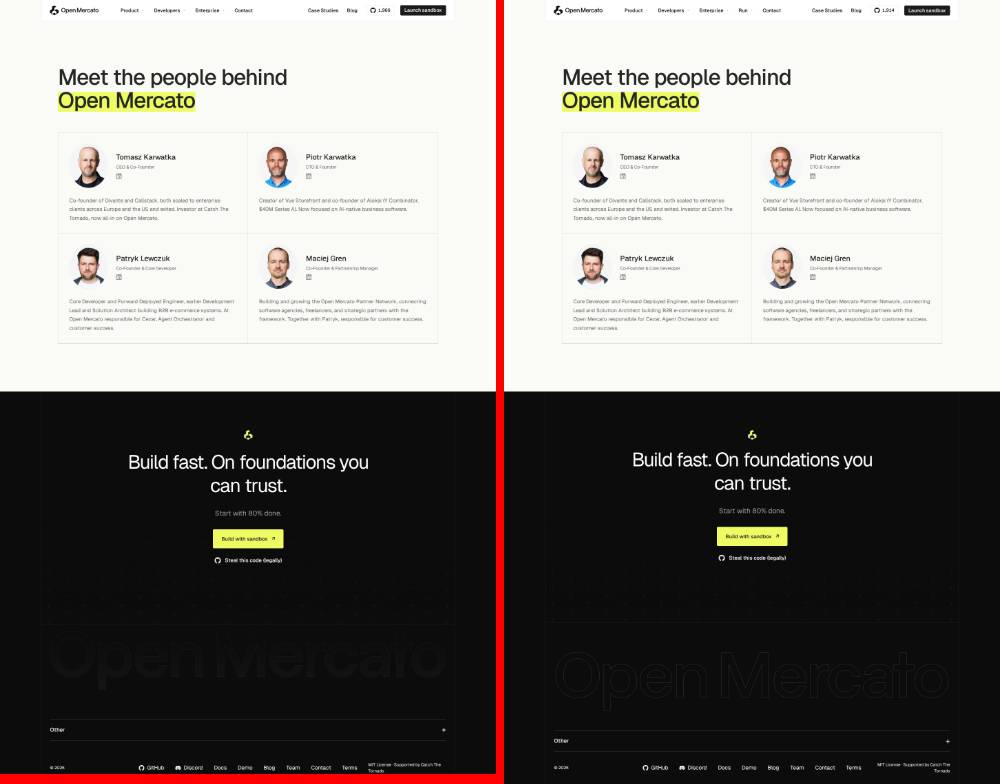 Open Mercato
Product
Developers
Enterprise
Contact
Case Studies
Blog
Launch sandbox
Meet the people behind
Open Mercato
Tomasz Karwatka
CEO & Co-Founder
Piotr Karwatka
CTO & Founder
Co-founder of Divante and Callstack, both scaled to enterprise
clients across Europe and the US and exited. Investor at Catch The
Tornado, now all-in on Open Mercato.
Creator of Vue Storefront and co-founder of Alokai (Y Combinator,
$40M Series A). Now focused on AI-native business software.
Patryk Lewczuk
Co-Founder & Core Developer
Maciej Gren
Co-Founder & Partnership Manager
Core Developer and Forward Deployed Engineer, earlier Development
Lead and Solution Architect building B2B e-commerce systems. At
Open Mercato responsible for Cezar, Agent Orchestrator and
customer success.
Building and growing the Open Mercato Partner Network, connecting
software agencies, freelancers, and strategic partners with the
framework. Together with Patryk, responsible for customer success.
Build fast. On foundations you
can trust.
Start with 80% done.
Build with sandbox
Steal this code (legally)
Open Mercato
Other
GitHub
Discord
Docs
Demo
Blog
Team
Contact
Terms
MIT License · Supported by Catch The
Tornado
Open Mercato
Product
Developers
Enterprise
Run
Contact
Case Studies
Blog
1,914
Launch sandbox
Meet the people behind
Open Mercato
Tomasz Karwatka
CEO & Co-Founder
Piotr Karwatka
CTO & Founder
Co-founder of Divante and Callstack, both scaled to enterprise
clients across Europe and the US and exited. Investor at Catch The
Tornado, now all-in on Open Mercato.
Creator of Vue Storefront and co-founder of Alokai (Y Combinator,
$40M Series A). Now focused on AI-native business software.
Patryk Lewczuk
Co-Founder & Core Developer
Maciej Gren
Co-Founder & Partnership Manager
Core Developer and Forward Deployed Engineer, earlier Development
Lead and Solution Architect building B2B e-commerce systems. At
Open Mercato responsible for Cezar, Agent Orchestrator and
customer success.
Building and growing the Open Mercato Partner Network, connecting
software agencies, freelancers, and strategic partners with the
framework. Together with Patryk, responsible for customer success.
Build fast. On foundations you
can trust.
Start with 80% done.
Build with sandbox
Steal this code (legally)
Open Mercato
Other
GitHub
Discord
Docs
Demo
Blog
Team
Contact
Terms
MIT License · Supported by Catch The
Tornado